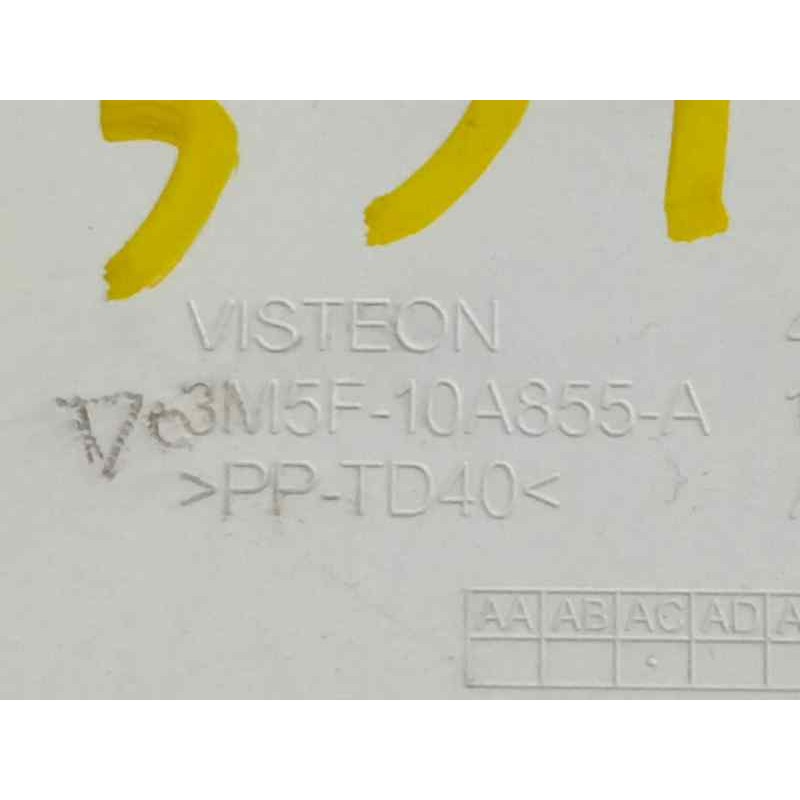 VISTEON
3M5F-10A855-A
>PP-TD40<
AA AB AC AD